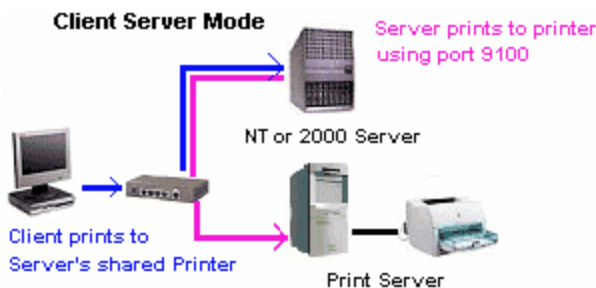 Client Server Mode
Server prints to printer
using port 9100
NT or 2000 Server
Client prints to
Server's shared Printer
Print Server